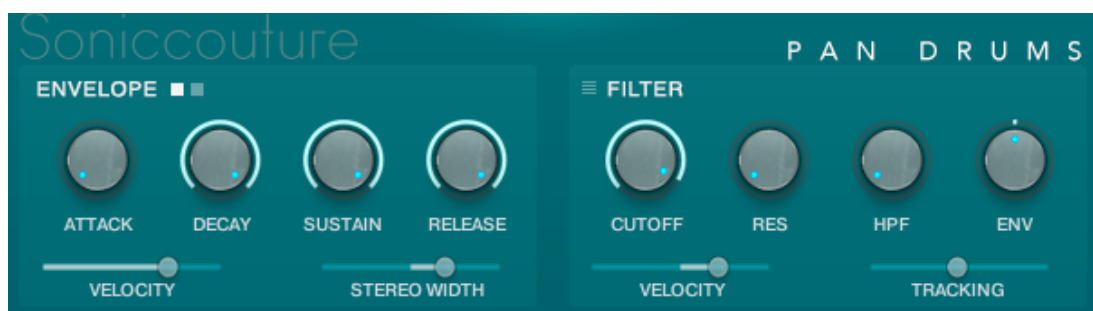 Soniccouture
PAN DRUMS
ENVELOPE
ATTACK DECAY SUSTAIN RELEASE
VELOCITY STEREO WIDTH
FILTER
CUTOFF RES HPF ENV
VELOCITY TRACKING